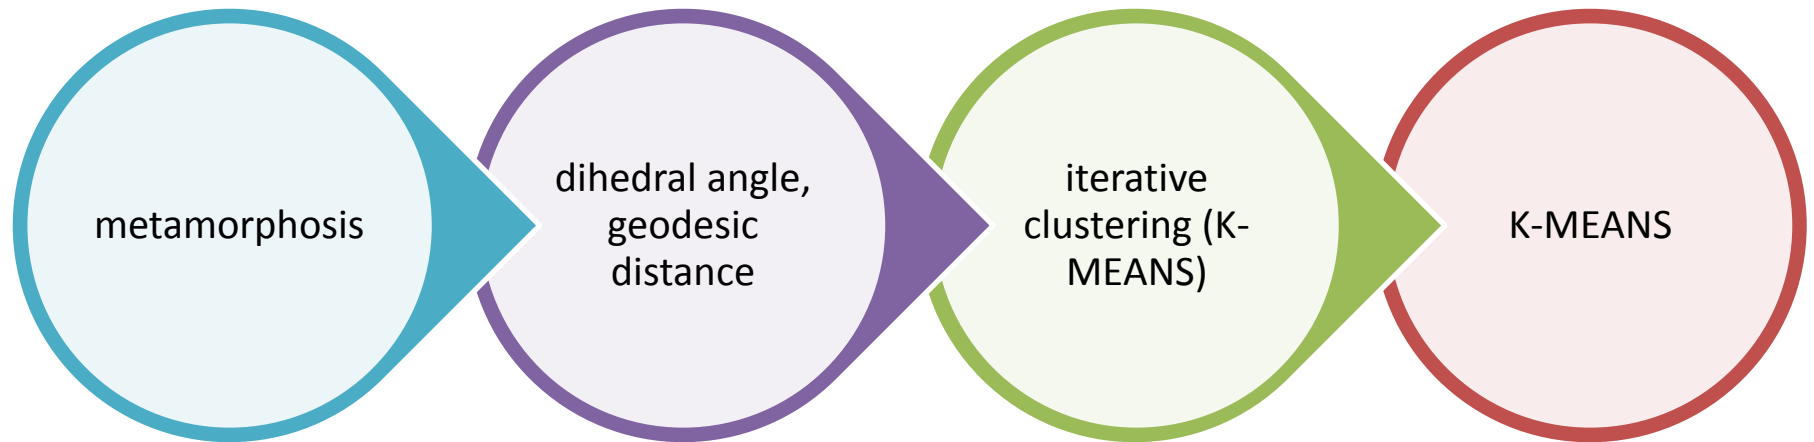 metamorphosis
dihedral angle,
geodesic
distance
iterative
clustering (K-
MEANS)
K-MEANS